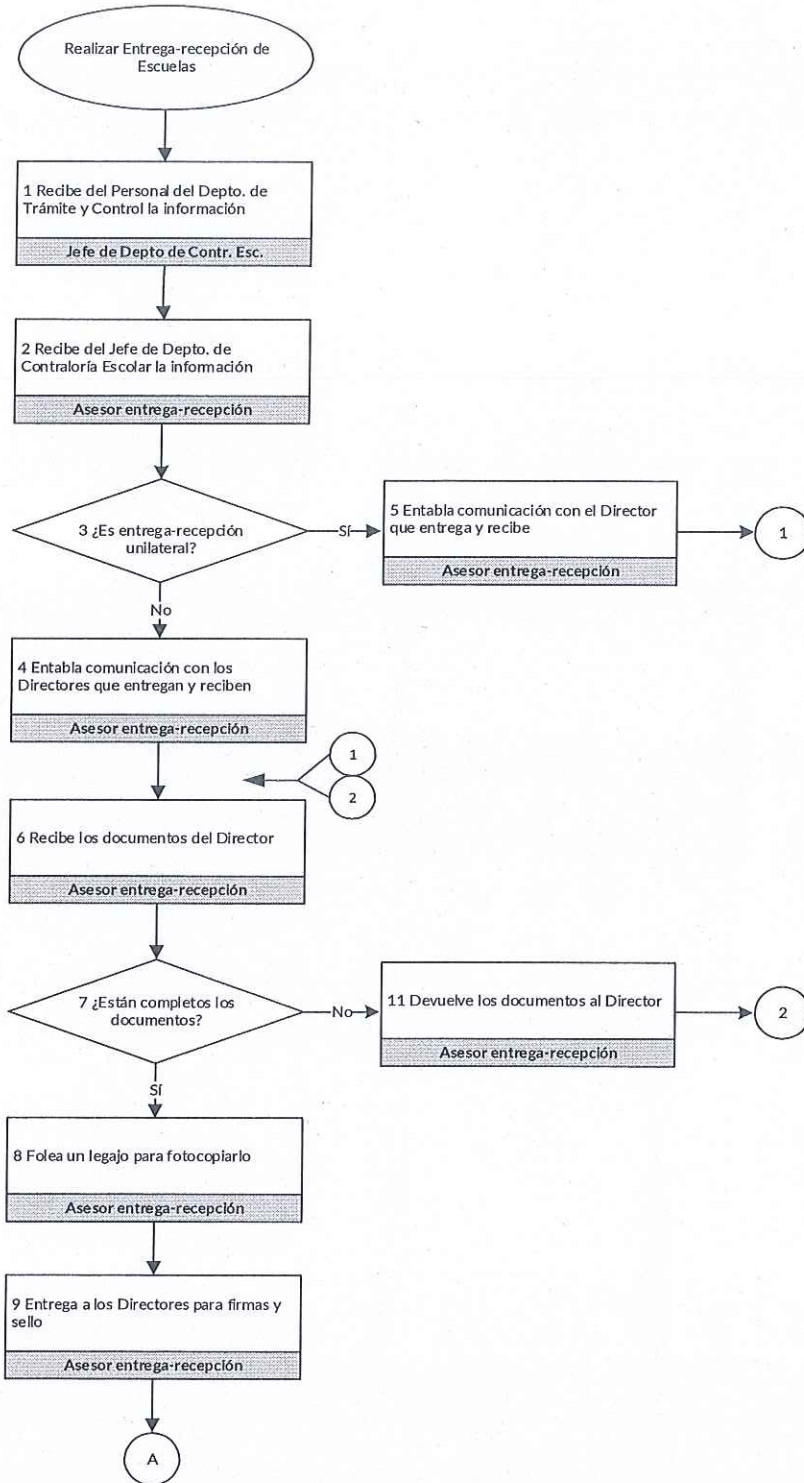 Realizar Entrega-recepción de
Escuelas
1 Recibe del Personal del Depto. de
Trámite y Control la información
Jefe de Depto de Contr. Esc.
2 Recibe del Jefe de Depto. de
Contraloría Escolar la información
Asesor entrega-recepción
3 ¿Es entrega-recepción
unilateral?
Sí
5 Entabla comunicación con el Director
que entrega y recibe
Asesor entrega-recepción
1
No
4 Entabla comunicación con los
Directores que entregan y reciben
Asesor entrega-recepción
1
2
6 Recibe los documentos del Director
Asesor entrega-recepción
7 ¿Están completos los
documentos?
No
11 Devuelve los documentos al Director
Asesor entrega-recepción
2
Sí
8 Folea un legajo para fotocopiarlo
Asesor entrega-recepción
9 Entrega a los Directores para firmas y
sello
Asesor entrega-recepción
A